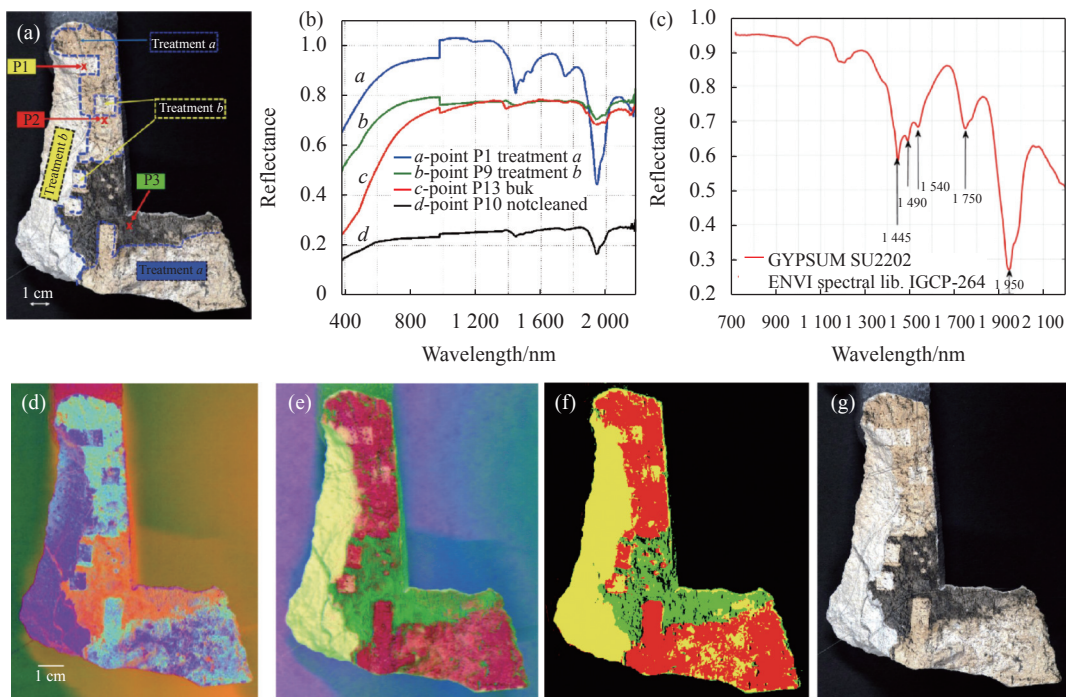 (a)
Treatment a
P1
Treatment b
P2
Treatment b
P3
Treatment a
1 cm
(b)
1.0
0.8
0.6
0.4
0.2
0
Reflectance
a
b
c
d
a-point P1 treatment a
b-point P9 treatment b
c-point P13 buk
d-point P10 notcleaned
400 800 1 200 1 600 2 000
Wavelength/nm
(c)
1.0
0.9
0.8
0.7
0.6
0.5
0.4
0.3
0.2
Reflectance
1 540
1 490
1 750
1 445
GYPSUM SU2202
ENVI spectral lib. IGCP-264
1 950
700 900 1 100 1 300 1 500 1 700 1 900 2 100
Wavelength/nm
(d)
1 cm
(e)
(f)
(g)